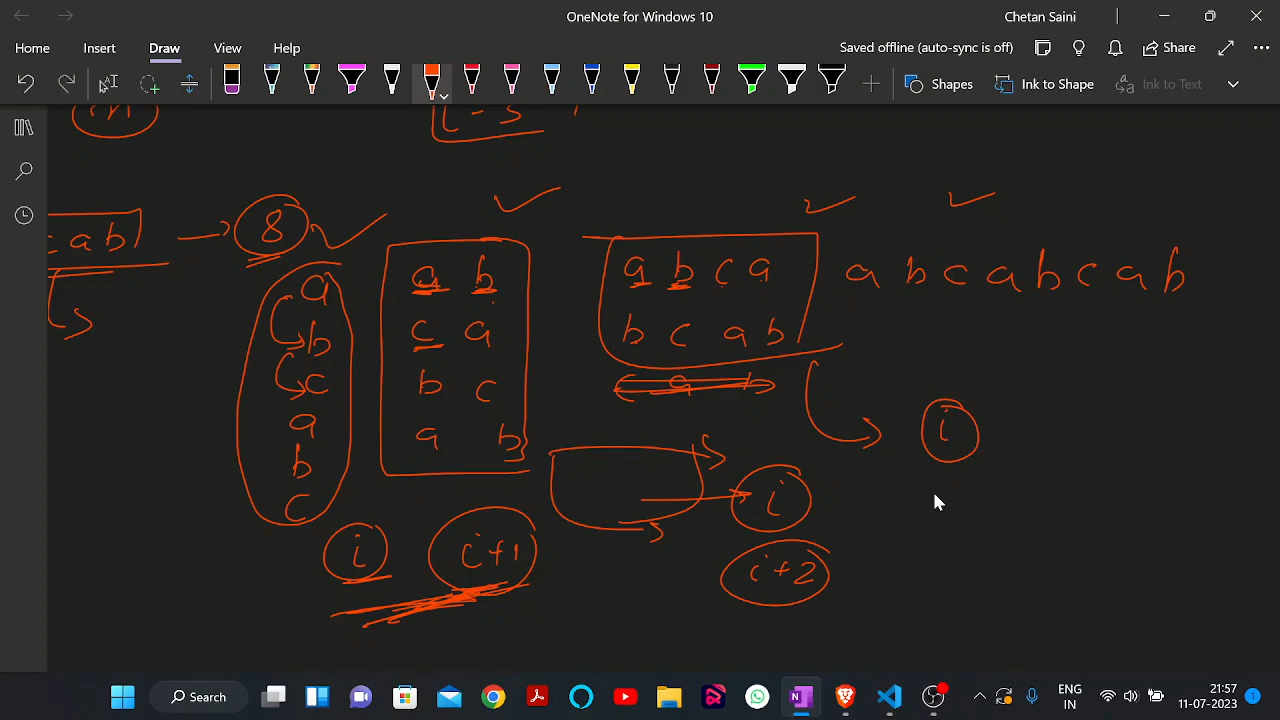 OneNote for Windows 10
Chetan Saini
Home Insert Draw View Help
Saved offline (auto-sync is off)
Share
Shapes
Ink to Shape
Ink to Text
c a b
8
a
b
c
a
b
c
a b
c a
b c
a b
a b c a
b c a b
c a b
a b c a b c a b
i
i
i+1
i
i+2
Search
ENG
IN
21:57
11-07-2023